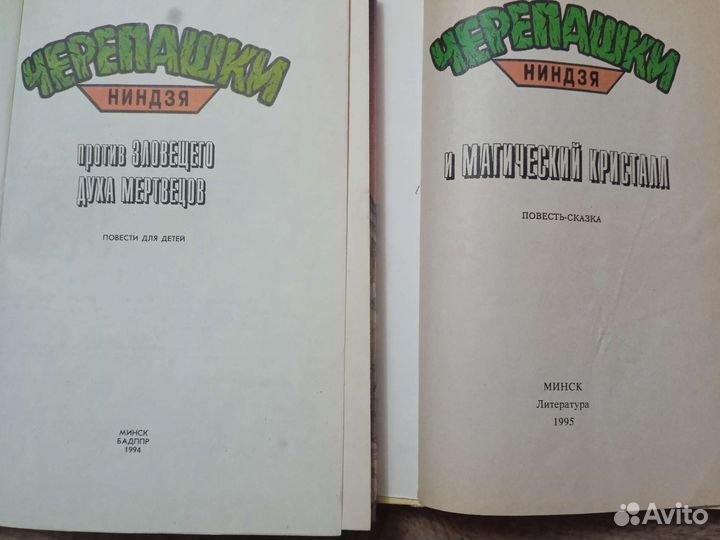 ЧЕРЕПАШКИ
НИНДЗЯ
против ЗЛОВЕЩЕГО
ДУХА МЕРТВЕЦОВ
ПОВЕСТИ ДЛЯ ДЕТЕЙ
МИНСК
БАДППР
1994
ЧЕРЕПАШКИ
НИНДЗЯ
и МАГИЧЕСКИЙ КРИСТАЛЛ
ПОВЕСТЬ-СКАЗКА
МИНСК
Литература
1995
Avito